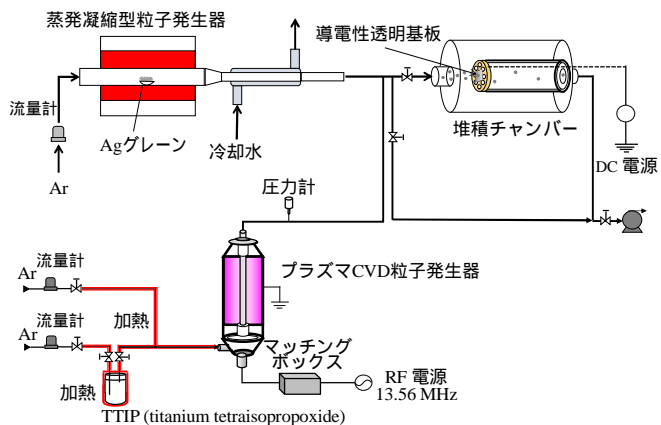 蒸発凝縮型粒子発生器
導電性透明基板
流量計
Agグレーン
冷却水
堆積チャンバー
DC 電源
Ar
圧力計
プラズマCVD粒子発生器
流量計
Ar
加熱
流量計
Ar
マッチング
ボックス
加熱
RF 電源
13.56 MHz
TTIP (titanium tetraisopropoxide)